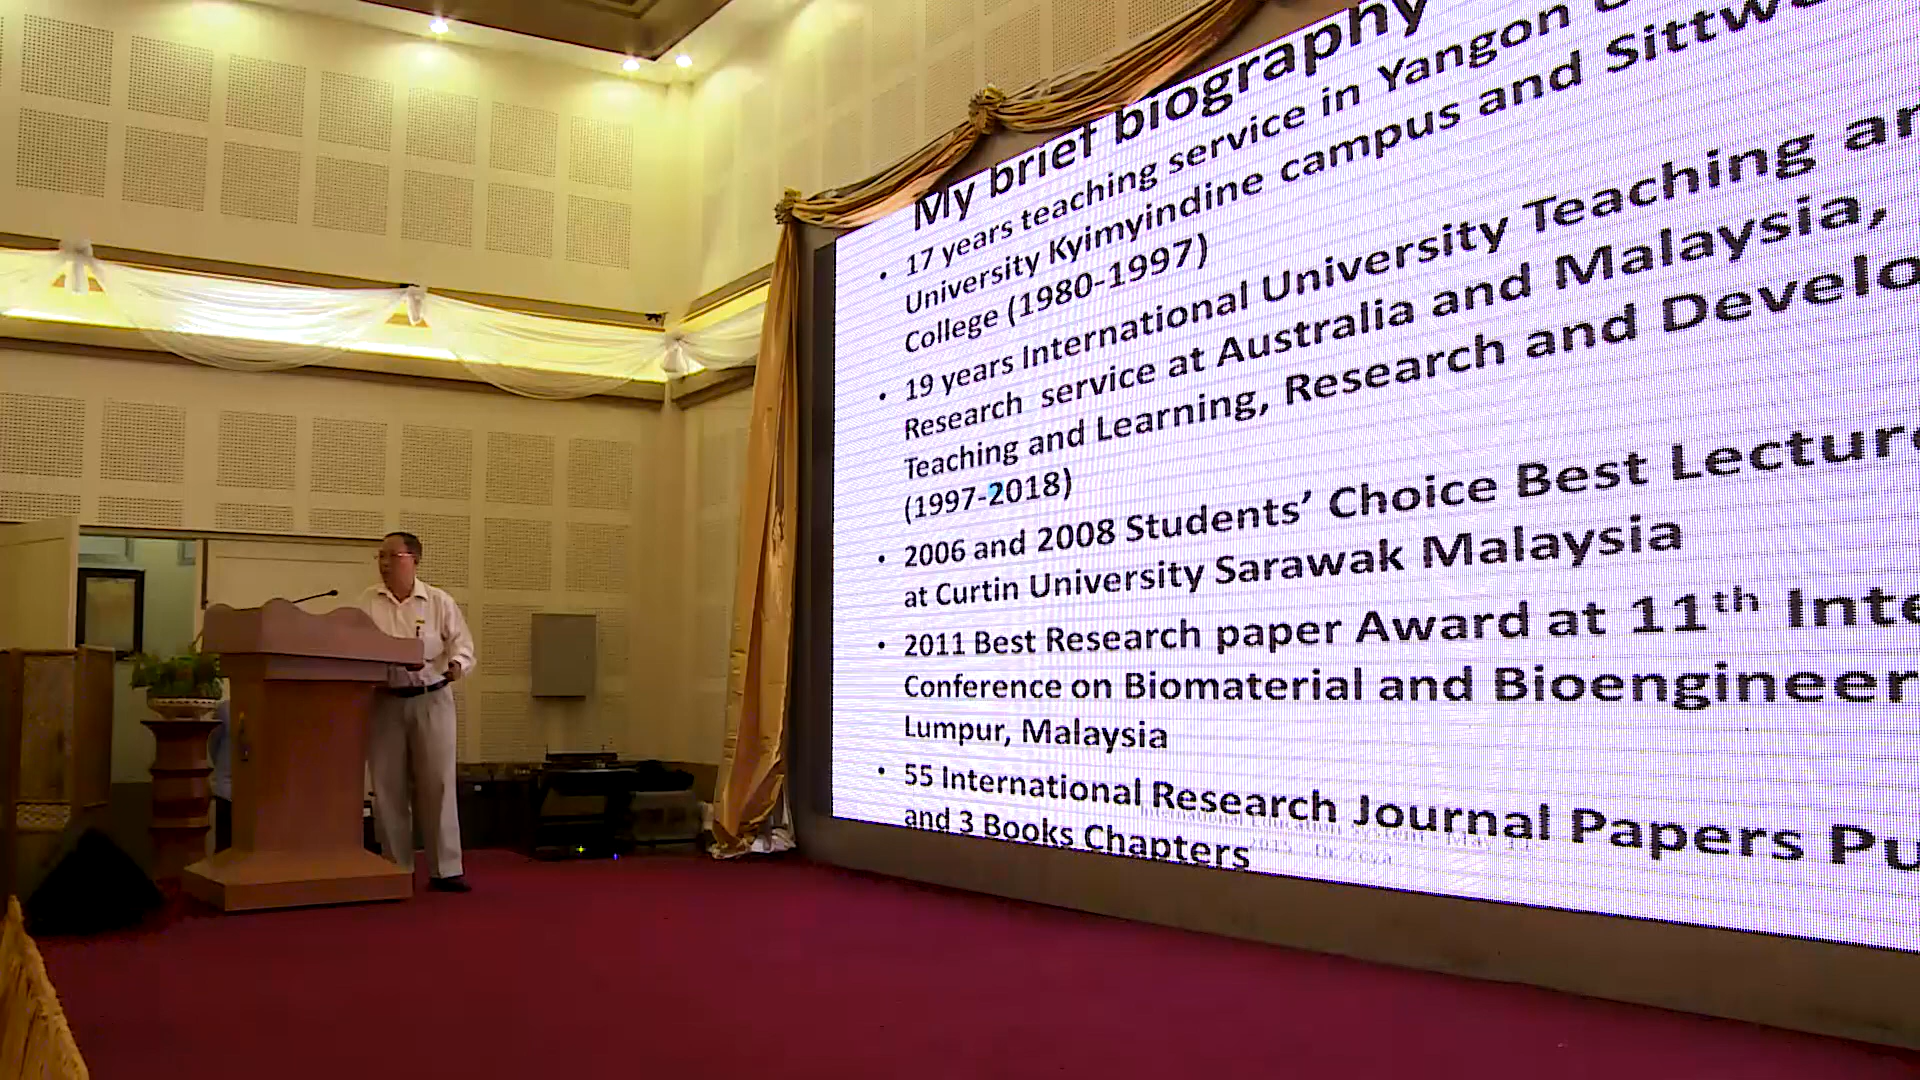 My brief biography
• 17 years teaching service in Yangon
University Kyimyindine campus and Sittwe
College (1980-1997)
• 19 years International University Teaching
Research service at Australia and Malaysia,
Teaching and Learning, Research and Develo
(1997-2018)
• 2006 and 2008 Students’ Choice Best Lectur
at Curtin University Sarawak Malaysia
• 2011 Best Research paper Award at 11th Inte
Conference on Biomaterial and Bioengineer
Lumpur, Malaysia
• 55 International Research Journal Papers Pu
and 3 Books Chapters